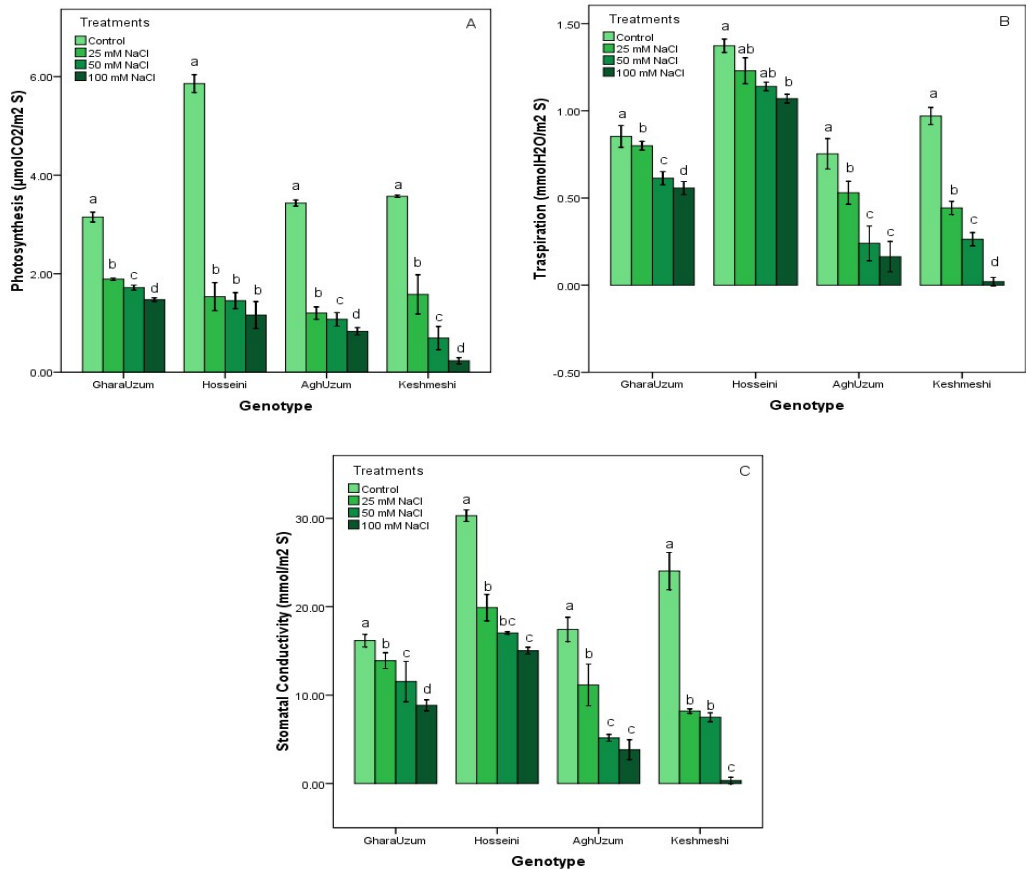 Treatments
A
Control
25 mM NaCl
50 mM NaCl
100 mM NaCl
Photosynthesis (µmolCO2/m2 S)
6.00
4.00
2.00
0.00
a
b
c
d
a
b
b
b
a
b
c
d
a
b
c
d
GharaUzum
Hosseini
AghUzum
Keshmeshi
Genotype
Treatments
B
Control
25 mM NaCl
50 mM NaCl
100 mM NaCl
Traspiration (mmolH2O/m2 S)
1.50
1.00
0.50
0.00
-0.50
a
b
c
d
a
ab
ab
b
a
b
c
c
a
b
c
d
GharaUzum
Hosseini
AghUzum
Keshmeshi
Genotype
Treatments
C
Control
25 mM NaCl
50 mM NaCl
100 mM NaCl
Stomatal Conductivity (mmol/m2 S)
30.00
20.00
10.00
0.00
a
b
c
d
a
b
bc
c
a
b
c
c
a
b
b
c
GharaUzum
Hosseini
AghUzum
Keshmeshi
Genotype